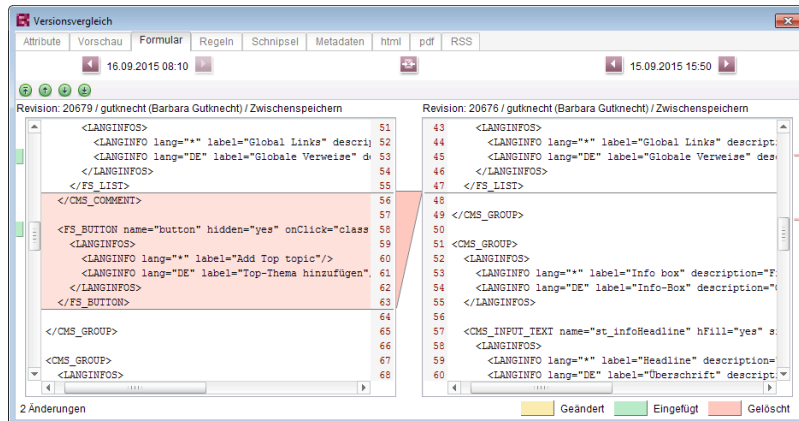 Versionsvergleich
Attribute Vorschau Formular Regeln Schnipsel Metadaten html pdf RSS
16.09.2015 08:10
15.09.2015 15:50
Revision: 20679 / gutknecht (Barbara Gutknecht) / Zwischenspeichern
<LANGINFOS> 51
<LANGINFO lang="*" label="Global Links" descrip 52
<LANGINFO lang="DE" label="Globale Verweise" de 53
</LANGINFOS> 54
</FS_LIST> 55
</CMS_COMMENT> 56
57
<FS_BUTTON name="button" hidden="yes" onClick="class 58
<LANGINFOS> 59
<LANGINFO lang="*" label="Add Top topic"/> 60
<LANGINFO lang="DE" label="Top-Thema hinzufügen" 61
</LANGINFOS> 62
</FS_BUTTON> 63
64
</CMS_GROUP> 65
66
<CMS_GROUP> 67
<LANGINFOS> 68
Revision: 20676 / gutknecht (Barbara Gutknecht) / Zwischenspeichern
43 <LANGINFOS>
44 <LANGINFO lang="*" label="Global Links" descript
45 <LANGINFO lang="DE" label="Globale Verweise" des
46 </LANGINFOS>
47 </FS_LIST>
48
49 </CMS_GROUP>
50
51 <CMS_GROUP>
52 <LANGINFOS>
53 <LANGINFO lang="*" label="Info box" description="F
54 <LANGINFO lang="DE" label="Info-Box" description="
55 </LANGINFOS>
56
57 <CMS_INPUT_TEXT name="st_infoHeadline" hFill="yes" s
58 <LANGINFOS>
59 <LANGINFO lang="*" label="Headline" description="
60 <LANGINFO lang="DE" label="Überschrift" descript
2 Änderungen
Geändert Eingefügt Gelöscht